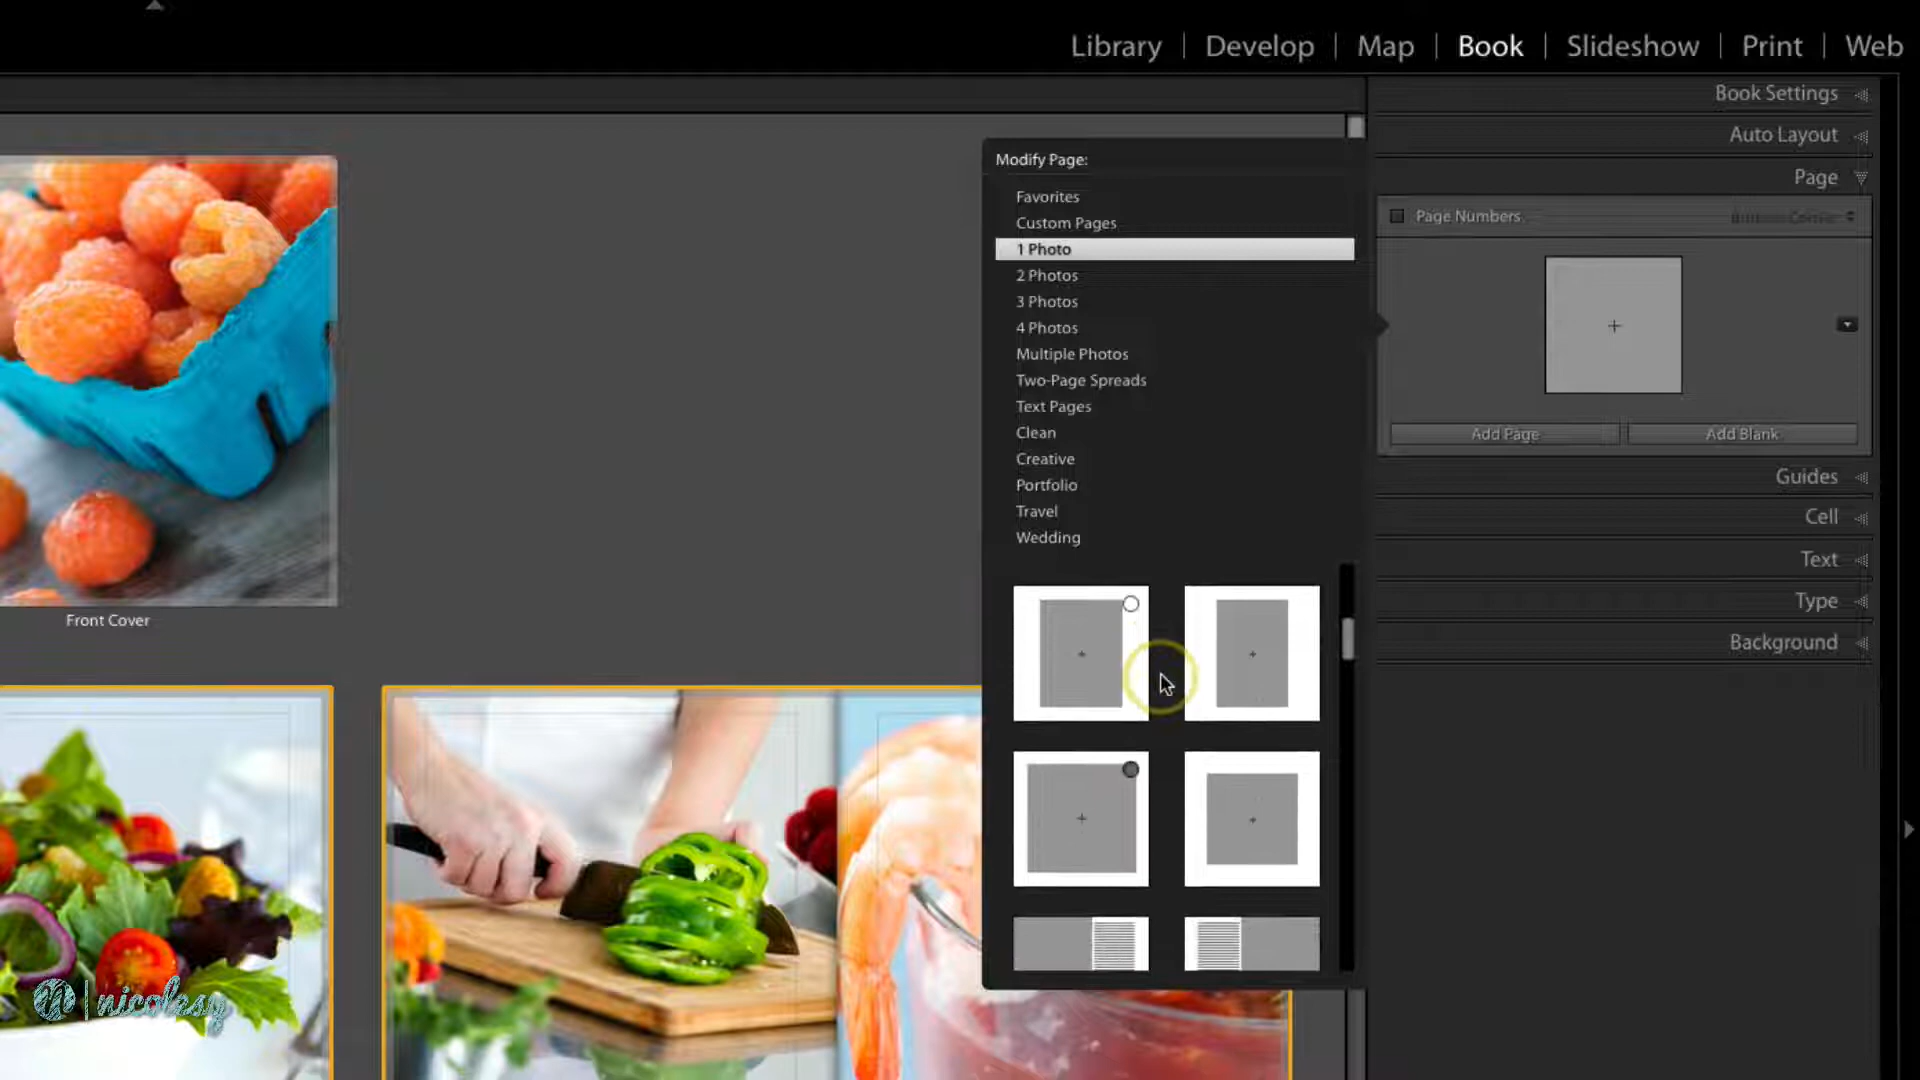 Library | Develop | Map | Book | Slideshow | Print | Web
Book Settings
Auto Layout
Page
Page Numbers
Add Page
Add Blank
Guides
Cell
Text
Type
Background
Modify Page:
Favorites
Custom Pages
1 Photo
2 Photos
3 Photos
4 Photos
Multiple Photos
Two-Page Spreads
Text Pages
Clean
Creative
Portfolio
Travel
Wedding
Front Cover
nicolesy